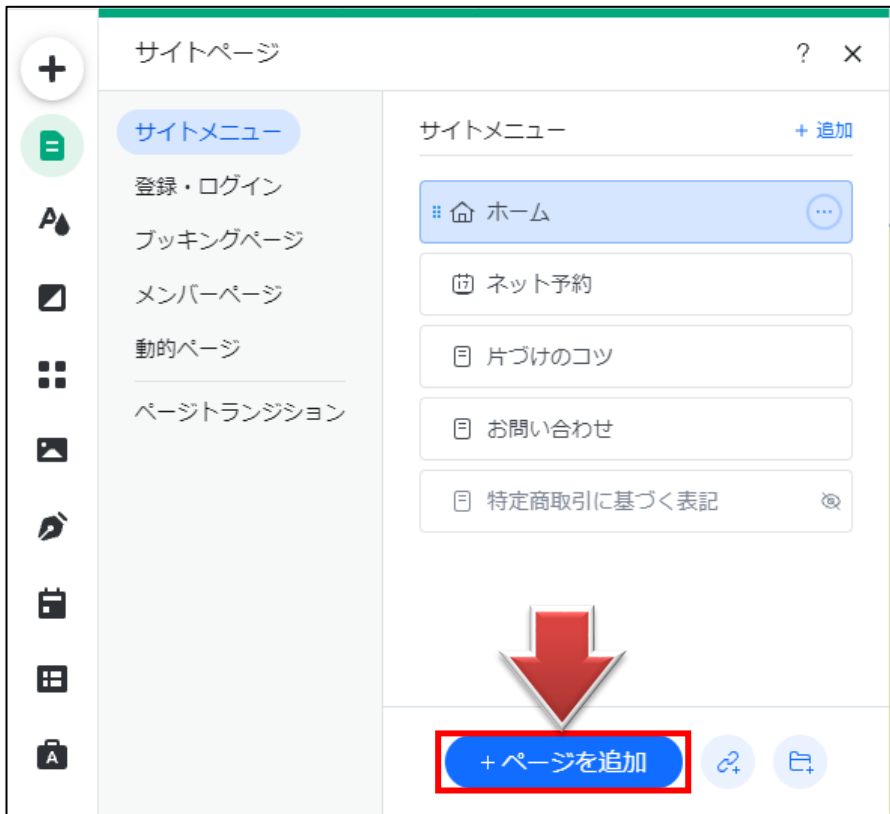 サイトページ
?
サイトメニュー
登録・ログイン
ブッキングページ
メンバーページ
動的ページ
ページトランジション
サイトメニュー
+ 追加
ホーム
ネット予約
片づけのコツ
お問い合わせ
特定商取引に基づく表記
+ ページを追加